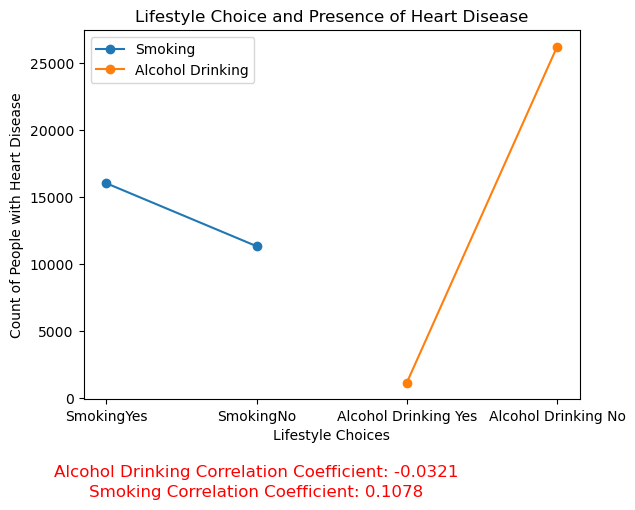 Lifestyle Choice and Presence of Heart Disease
Smoking
Alcohol Drinking
Count of People with Heart Disease
25000
20000
15000
10000
5000
0
SmokingYes
SmokingNo
Alcohol Drinking Yes
Alcohol Drinking No
Lifestyle Choices
Alcohol Drinking Correlation Coefficient: -0.0321
Smoking Correlation Coefficient: 0.1078